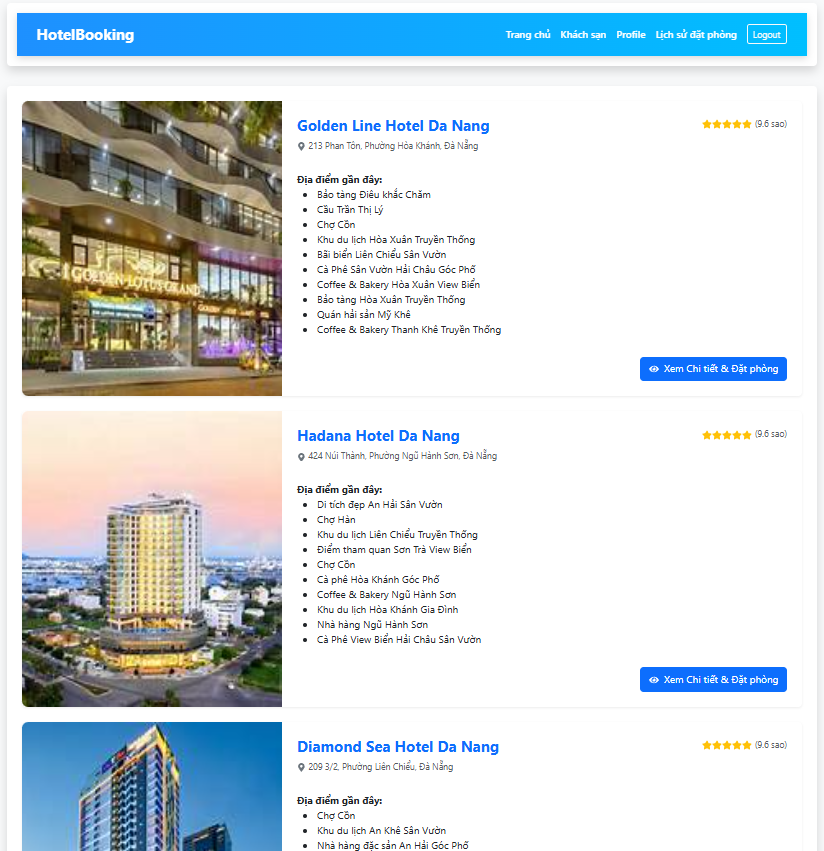 HotelBooking
Trang chủ Khách sạn Profile Lịch sử đặt phòng Logout
GOLDEN LOTUS GRAND
Golden Line Hotel Da Nang
(9.6 sao)
213 Phan Tôn, Phường Hòa Khánh, Đà Nẵng
Địa điểm gần đây:
Bảo tàng Điêu khắc Chăm
Cầu Trần Thị Lý
Chợ Cồn
Khu du lịch Hòa Xuân Truyền Thống
Bãi biển Liên Chiểu Sân Vườn
Cà Phê Sân Vườn Hải Châu Góc Phố
Coffee & Bakery Hòa Xuân View Biển
Bảo tàng Hòa Xuân Truyền Thống
Quán hải sản Mỹ Khê
Coffee & Bakery Thanh Khê Truyền Thống
Xem Chi tiết & Đặt phòng
Hadana Hotel Da Nang
(9.6 sao)
424 Núi Thành, Phường Ngũ Hành Sơn, Đà Nẵng
Địa điểm gần đây:
Di tích đẹp An Hải Sân Vườn
Chợ Hàn
Khu du lịch Liên Chiểu Truyền Thống
Điểm tham quan Sơn Trà View Biển
Chợ Cồn
Cà phê Hòa Khánh Góc Phố
Coffee & Bakery Ngũ Hành Sơn
Khu du lịch Hòa Khánh Gia Đình
Nhà hàng Ngũ Hành Sơn
Cà Phê View Biển Hải Châu Sân Vườn
Xem Chi tiết & Đặt phòng
Diamond Sea Hotel Da Nang
(9.6 sao)
209 3/2, Phường Liên Chiểu, Đà Nẵng
Địa điểm gần đây:
Chợ Cồn
Khu du lịch An Khê Sân Vườn
Nhà hàng đặc sản An Hải Góc Phố